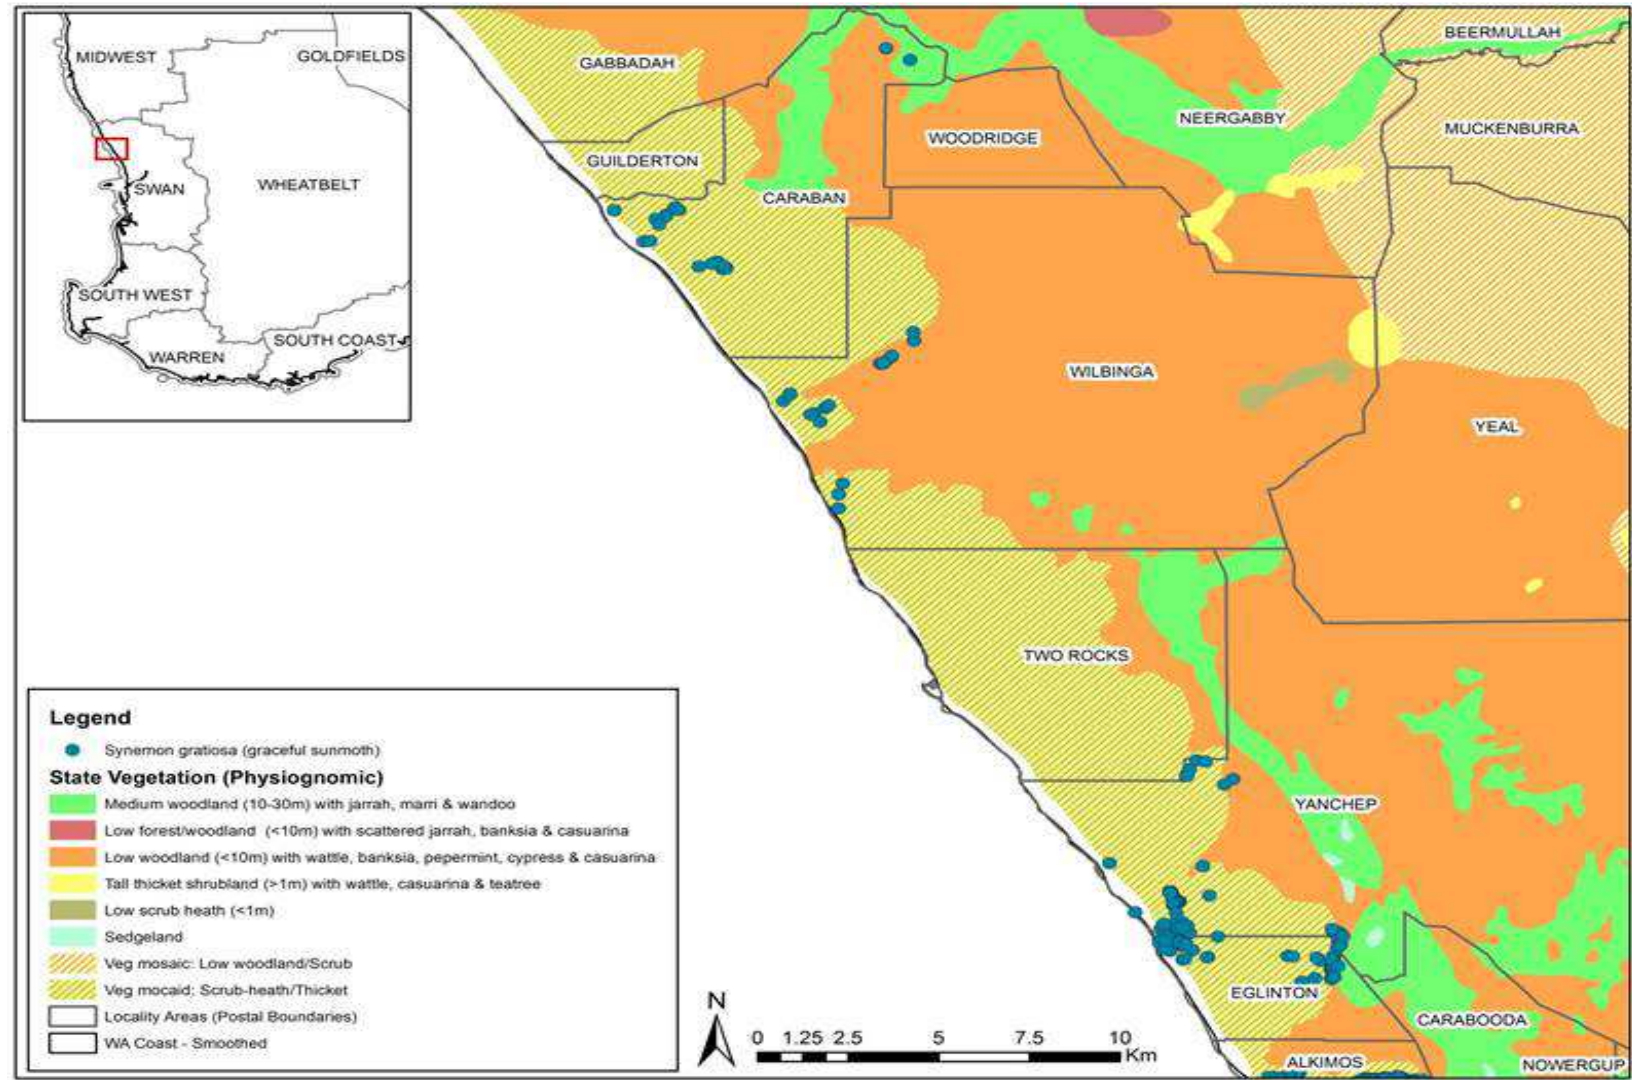 MIDWEST
GOLDFIELDS
SWAN
WHEATBELT
SOUTH WEST
SOUTH COAST
WARREN
GABBADAH
BEERMULLAH
NEERGABBY
MUCKENBURRA
WOODRIDGE
GUILDERTON
CARABAN
WILBINGA
YEAL
TWO ROCKS
YANCHEP
EGLINTON
CARABOODA
ALKIMOS
NOWERGUP
Legend
Synemon gratiosa (graceful sunmoth)
State Vegetation (Physiognomic)
Medium woodland (10-30m) with jarrah, marri & wandoo
Low forest/woodland (<10m) with scattered jarrah, banksia & casuarina
Low woodland (<10m) with wattle, banksia, pepermint, cypress & casuarina
Tall thicket shrubland (>1m) with wattle, casuarina & teatree
Low scrub heath (<1m)
Sedgeland
Veg mosaic: Low woodland/Scrub
Veg mocaid: Scrub-heath/Thicket
Locality Areas (Postal Boundaries)
WA Coast - Smoothed
N
0 1.25 2.5 5 7.5 10
Km